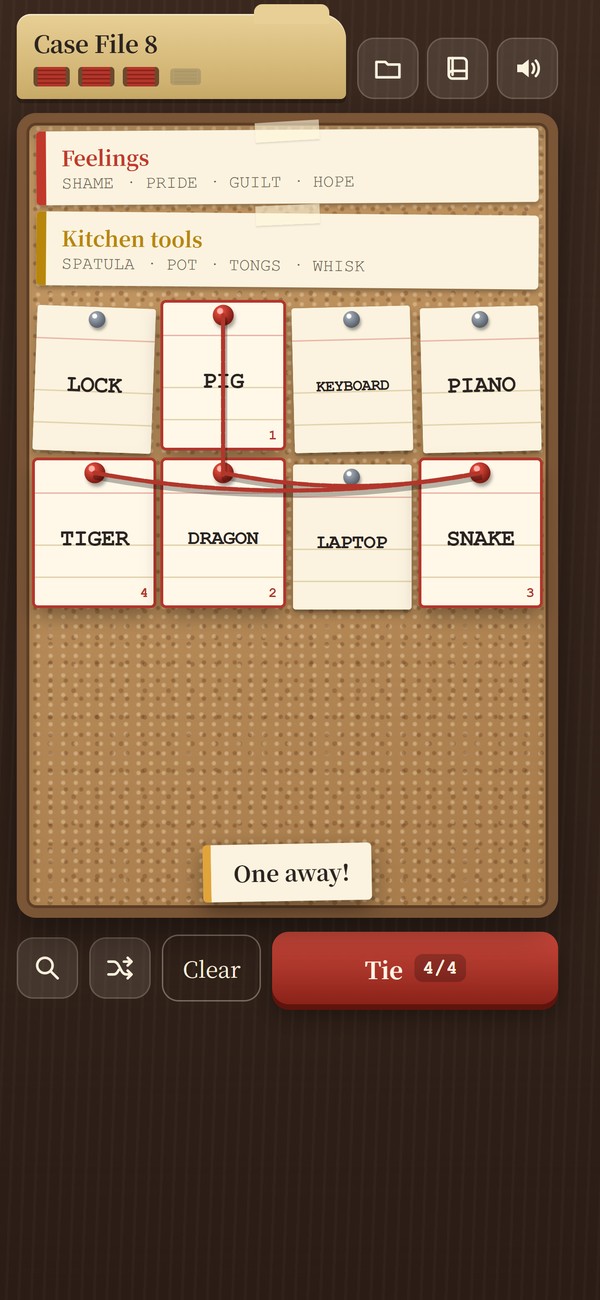 Case File 8
Feelings
SHAME · PRIDE · GUILT · HOPE
Kitchen tools
SPATULA · POT · TONGS · WHISK
LOCK
PIG
1
KEYBOARD
PIANO
TIGER
4
DRAGON
2
LAPTOP
SNAKE
3
One away!
Clear
Tie 4/4